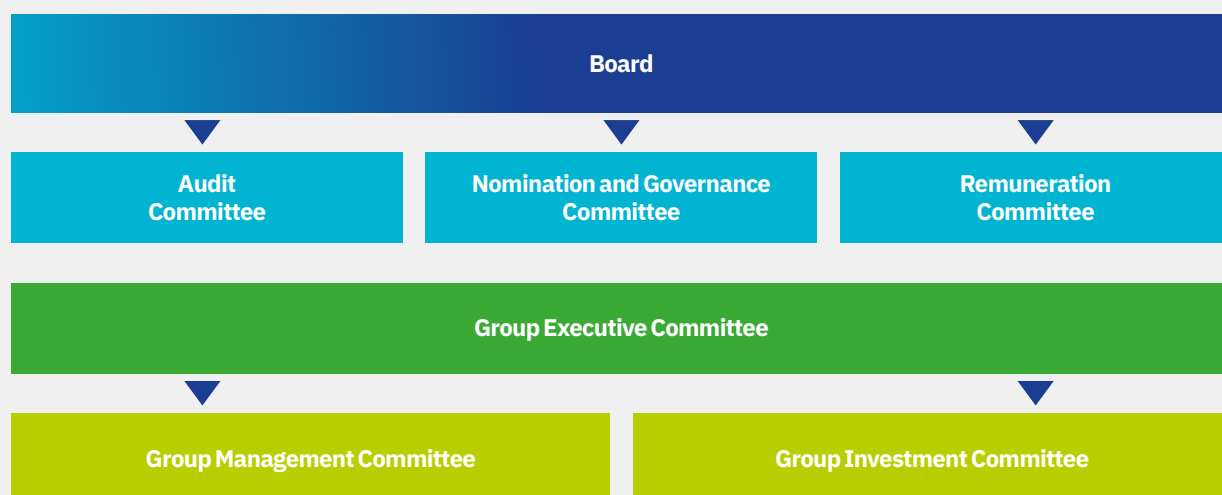 Board
Audit
Committee
Nomination and Governance
Committee
Remuneration
Committee
Group Executive Committee
Group Management Committee
Group Investment Committee